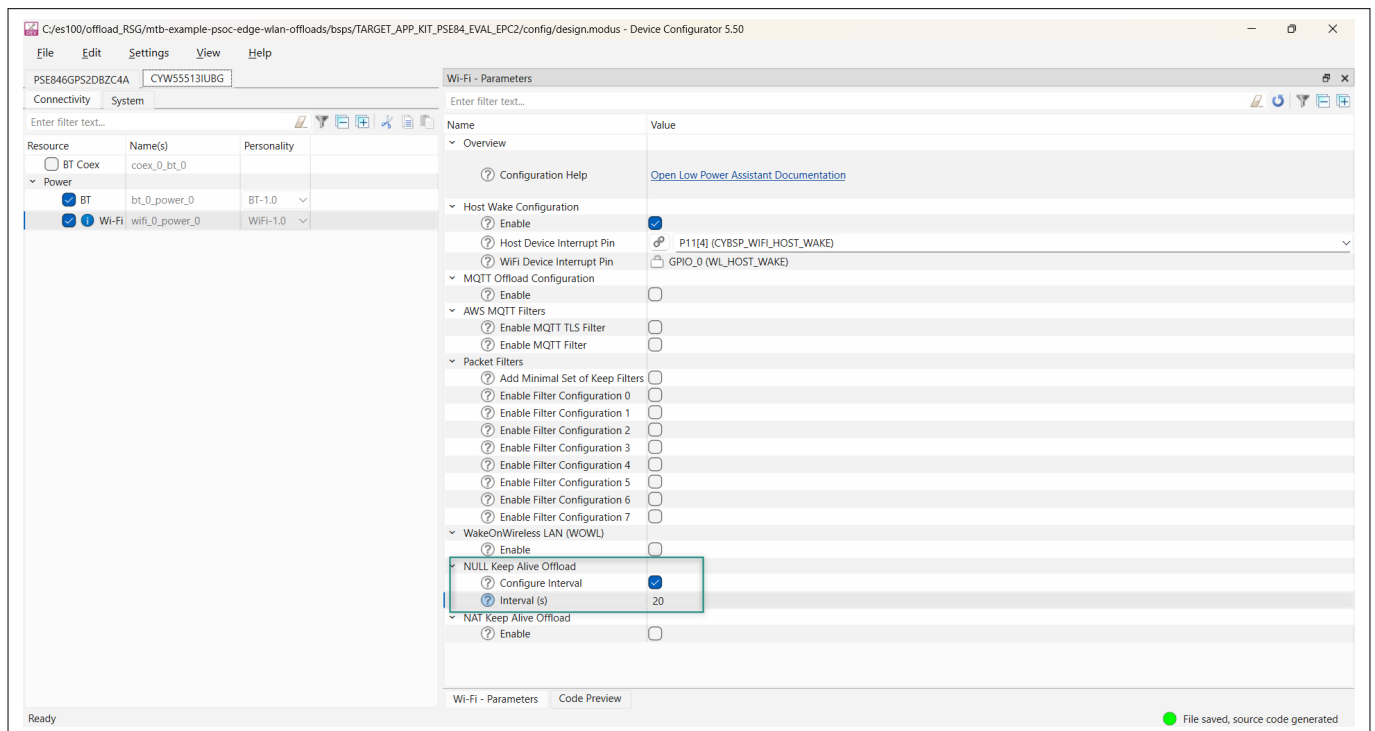 C:/es100/offload_RSG/mtb-example-psoc-edge-wlan-offloads/bsps/TARGET_APP_KIT_PSE84_EVAL_EPC2/config/design.modus - Device Configurator 5.50
File Edit Settings View Help
PSE846GPS2DBZC4A CYW55513IUBG
Connectivity System
Enter filter text...
Resource Name(s) Personality
BT Coex coex_0_bt_0
Power
BT bt_0_power_0 BT-1.0
Wi-Fi wifi_0_power_0 WiFi-1.0
Wi-Fi - Parameters
Enter filter text...
Name Value
Overview
Configuration Help Open Low Power Assistant Documentation
Host Wake Configuration
Enable
Host Device Interrupt Pin P11[4] (CYBSP_WIFI_HOST_WAKE)
WiFi Device Interrupt Pin GPIO_0 (WL_HOST_WAKE)
MQTT Offload Configuration
Enable
AWS MQTT Filters
Enable MQTT TLS Filter
Enable MQTT Filter
Packet Filters
Add Minimal Set of Keep Filters
Enable Filter Configuration 0
Enable Filter Configuration 1
Enable Filter Configuration 2
Enable Filter Configuration 3
Enable Filter Configuration 4
Enable Filter Configuration 5
Enable Filter Configuration 6
Enable Filter Configuration 7
WakeOnWireless LAN (WOWL)
Enable
NULL Keep Alive Offload
Configure Interval
Interval (s) 20
NAT Keep Alive Offload
Enable
Wi-Fi - Parameters Code Preview
Ready File saved, source code generated